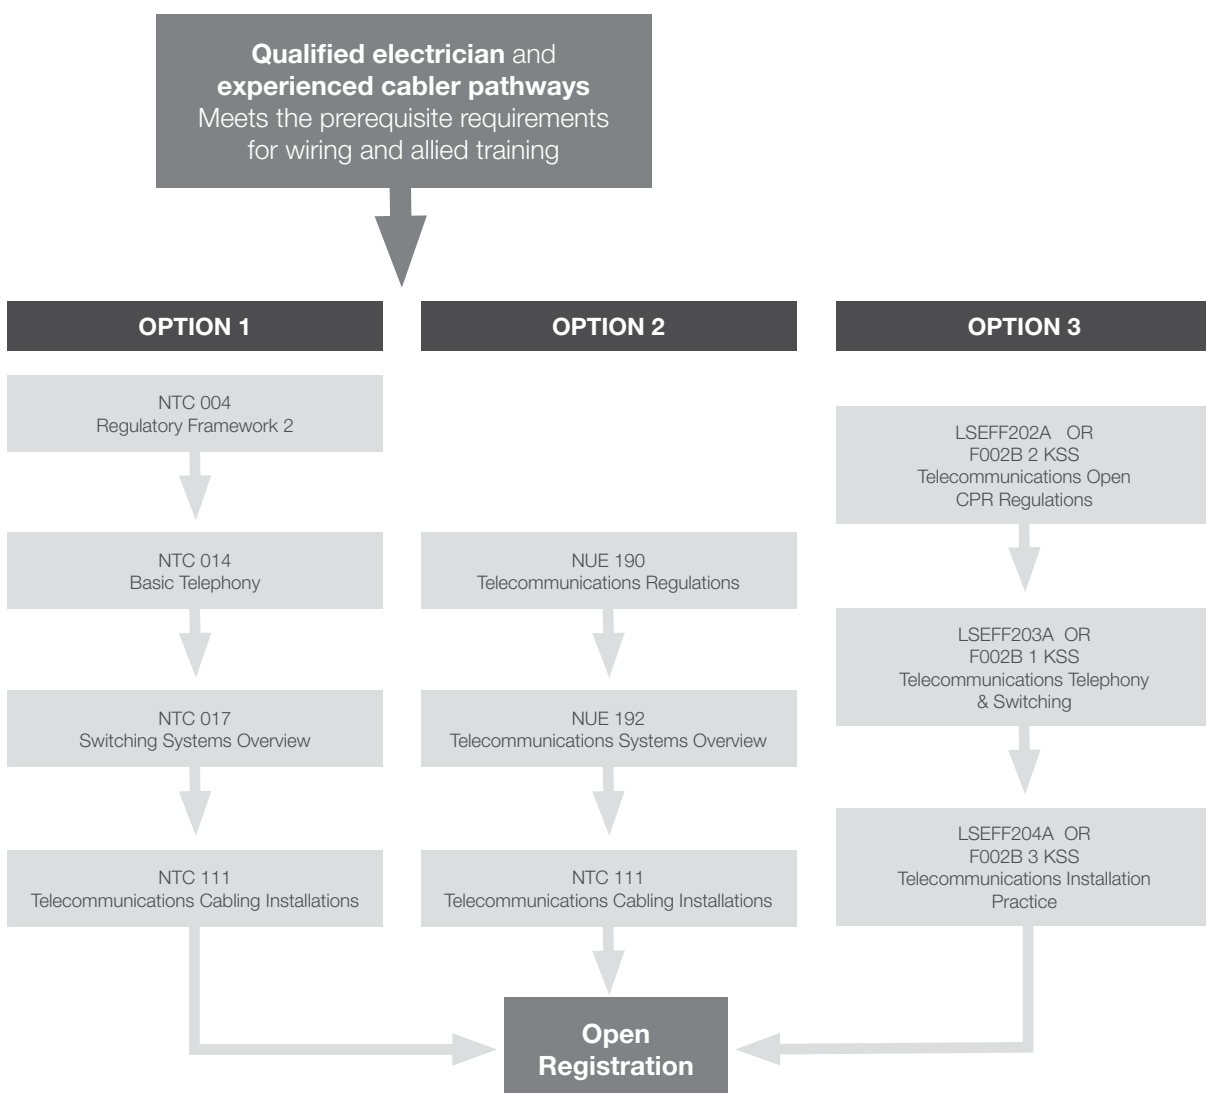 Qualified electrician and
experienced cabler pathways
Meets the prerequisite requirements
for wiring and allied training
OPTION 1
NTC 004
Regulatory Framework 2
NTC 014
Basic Telephony
NTC 017
Switching Systems Overview
NTC 111
Telecommunications Cabling Installations
OPTION 2
NUE 190
Telecommunications Regulations
NUE 192
Telecommunications Systems Overview
NTC 111
Telecommunications Cabling Installations
OPTION 3
LSEFF202A OR
F002B 2 KSS
Telecommunications Open
CPR Regulations
LSEFF203A OR
F002B 1 KSS
Telecommunications Telephony
& Switching
LSEFF204A OR
F002B 3 KSS
Telecommunications Installation
Practice
Open
Registration